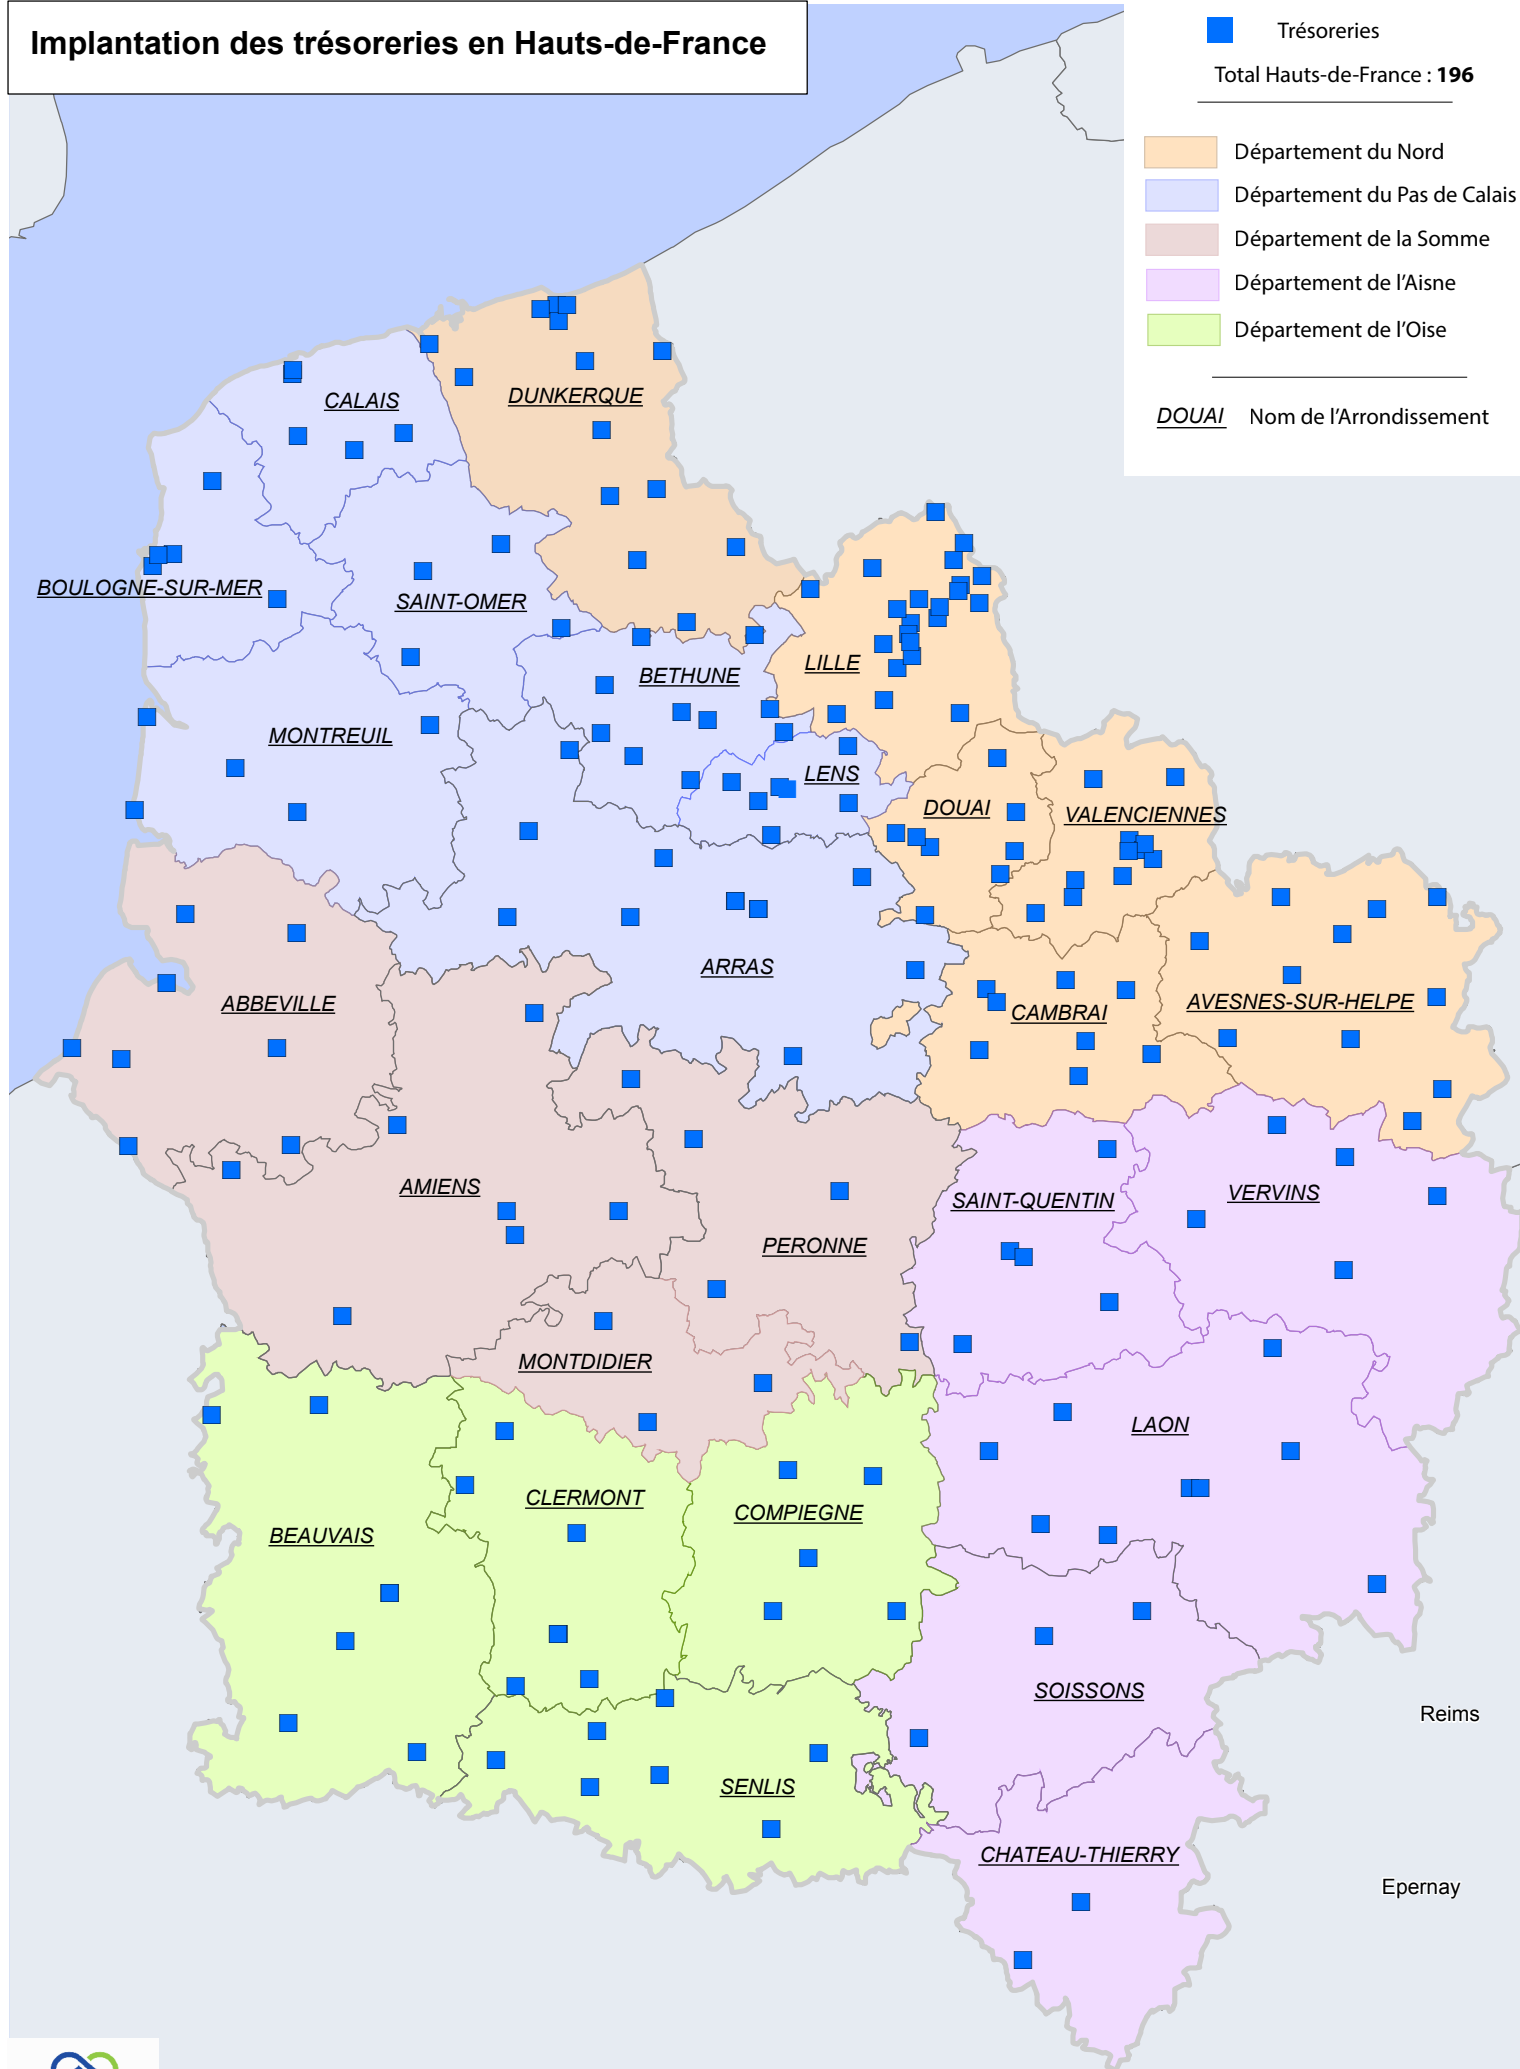 Implantation des trésoreries en Hauts-de-France
Trésoreries
Total Hauts-de-France : 196
Département du Nord
Département du Pas de Calais
Département de la Somme
Département de l'Aisne
Département de l'Oise
DOUAI Nom de l'Arrondissement
CALAIS
DUNKERQUE
BOULOGNE-SUR-MER
SAINT-OMER
LILLE
BETHUNE
MONTREUIL
LENS
DOUAI
VALENCIENNES
ARRAS
ABBEVILLE
CAMBRAI
AVESNES-SUR-HELPE
AMIENS
SAINT-QUENTIN
VERVINS
PERONNE
MONTDIDIER
LAON
CLERMONT
COMPIEGNE
BEAUVAIS
SOISSONS
Reims
SENLIS
CHATEAU-THIERRY
Epernay